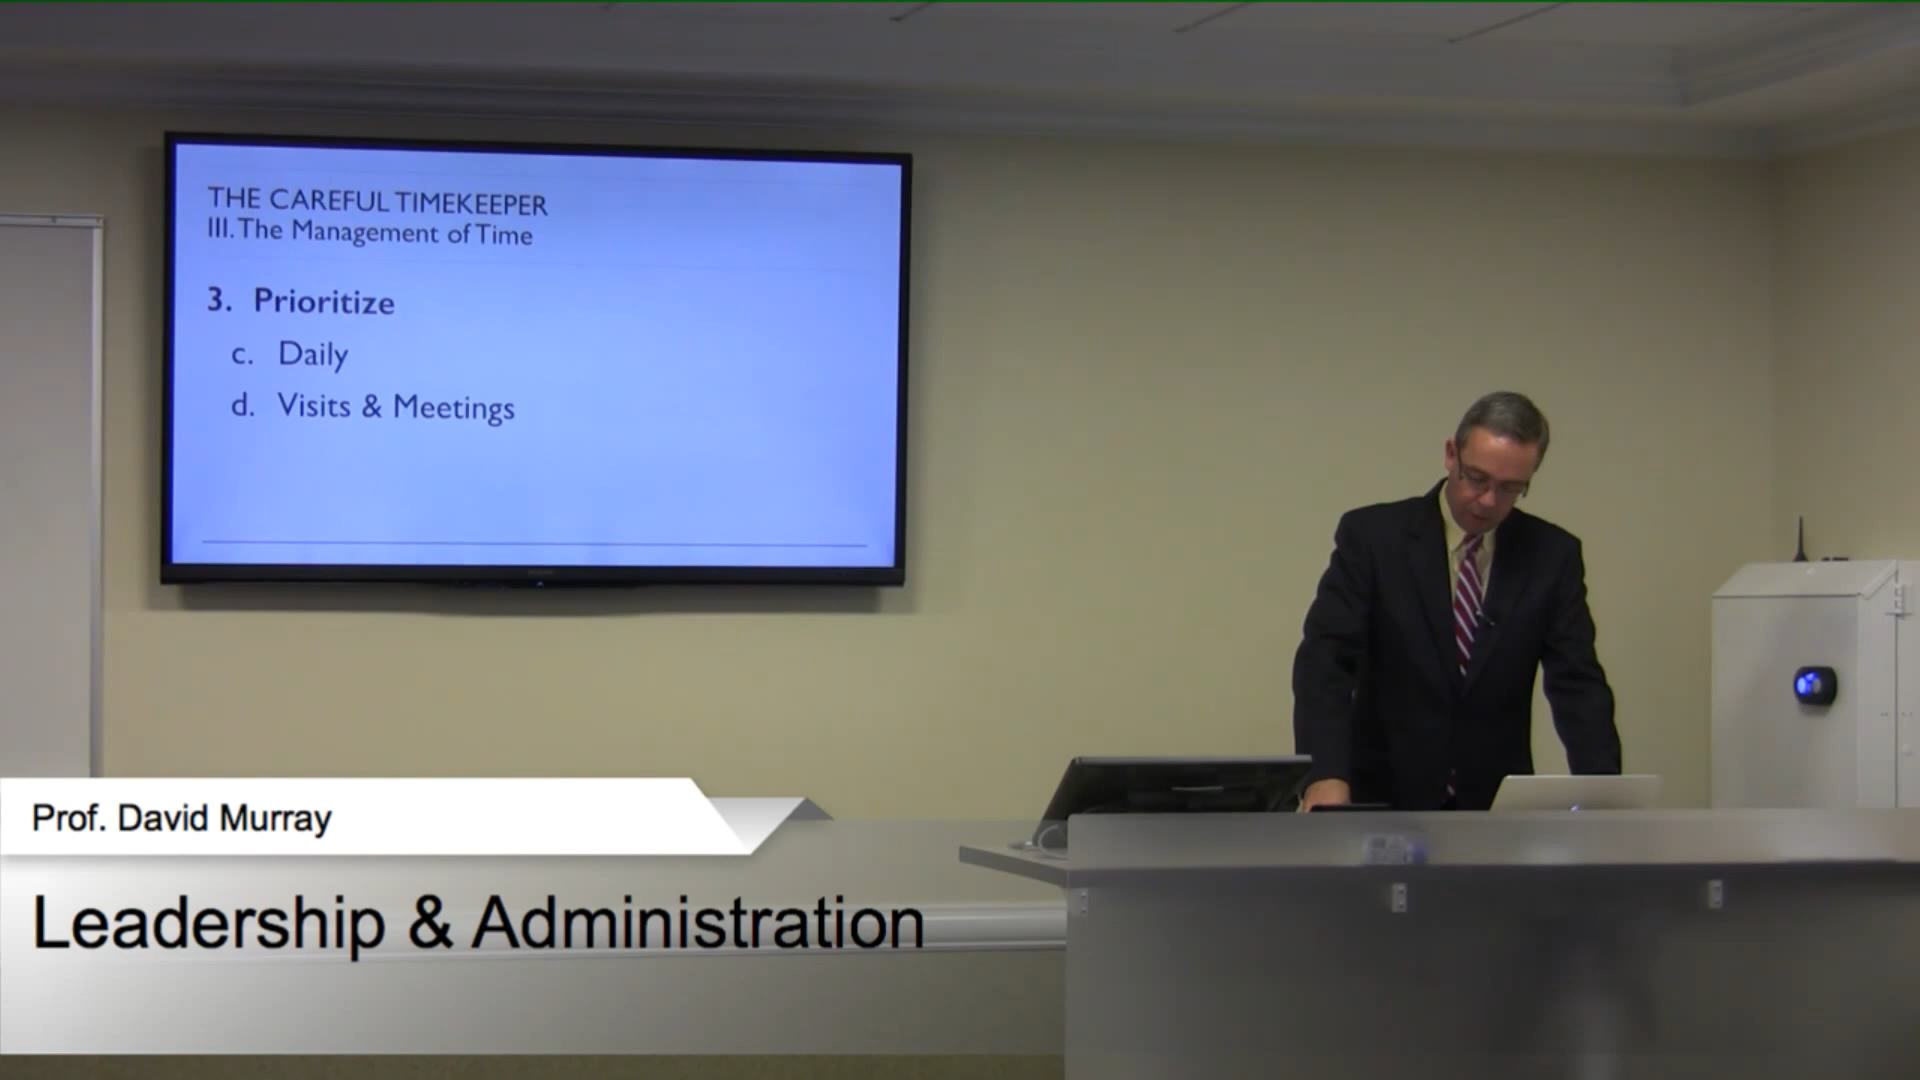 THE CAREFUL TIMEKEEPER
III. The Management of Time
3. Prioritize
c. Daily
d. Visits & Meetings
Prof. David Murray
Leadership & Administration